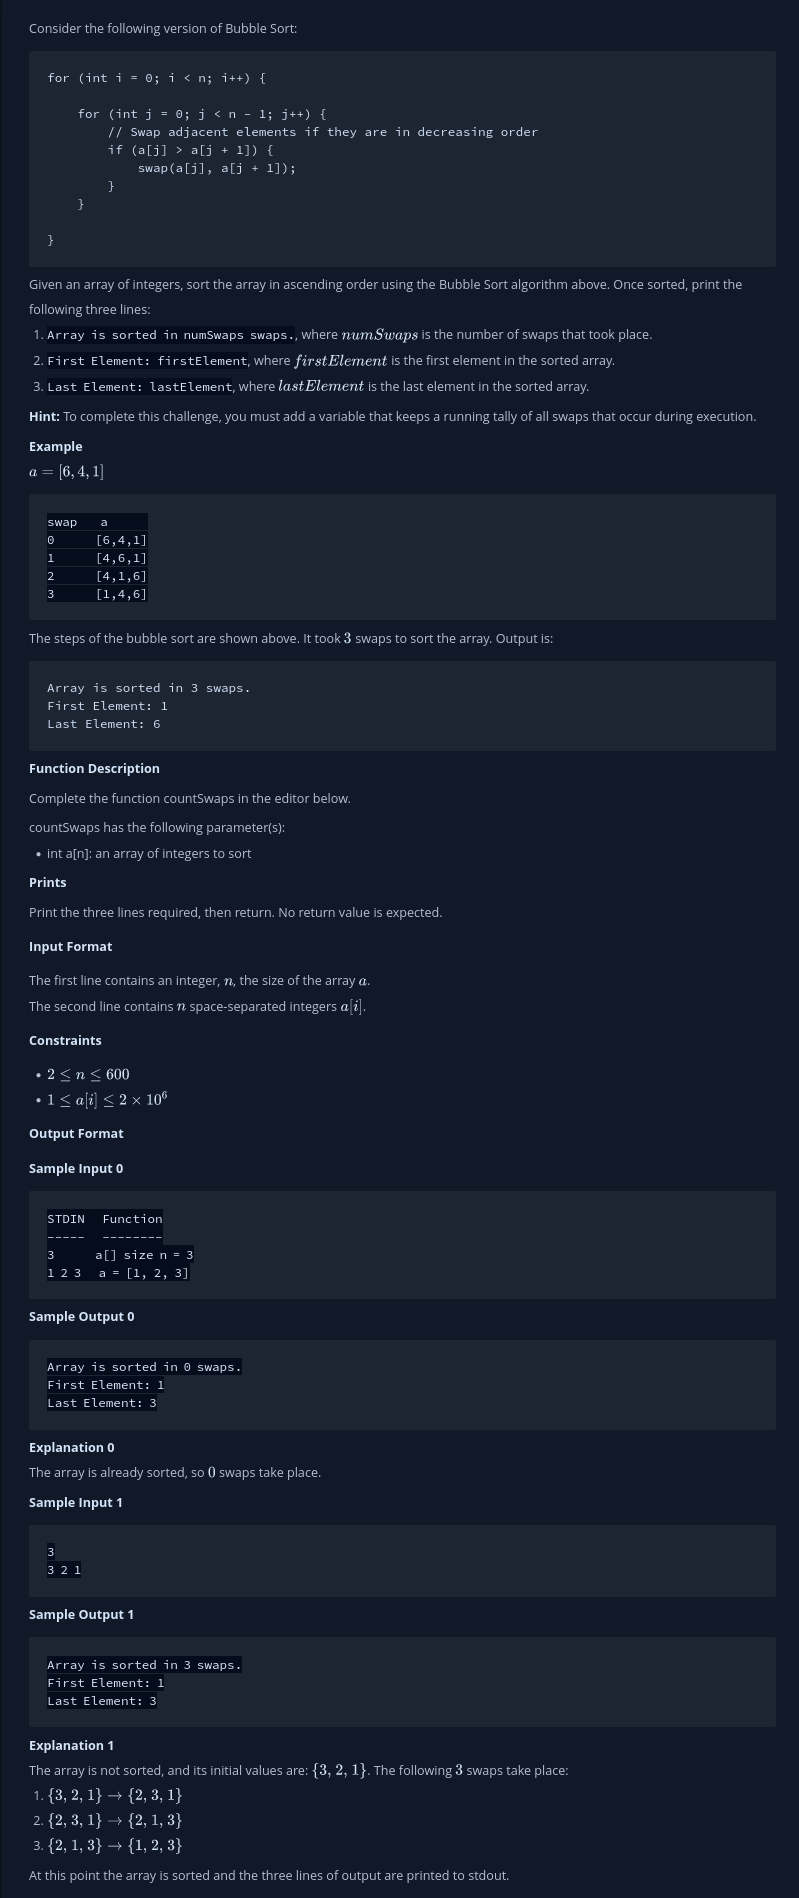 Consider the following version of Bubble Sort:
for (int i = 0; i < n; i++) {
for (int j = 0; j < n - 1; j++) {
// Swap adjacent elements if they are in decreasing order
if (a[j] > a[j + 1]) {
swap(a[j], a[j + 1]);
}
}
}
Given an array of integers, sort the array in ascending order using the Bubble Sort algorithm above. Once sorted, print the
following three lines:
1. Array is sorted in numSwaps swaps., where numSwaps is the number of swaps that took place.
2. First Element: firstElement, where firstElement is the first element in the sorted array.
3. Last Element: lastElement, where lastElement is the last element in the sorted array.
Hint: To complete this challenge, you must add a variable that keeps a running tally of all swaps that occur during execution.
Example
a = [6, 4, 1]
swap   a
0      [6,4,1]
1      [4,6,1]
2      [4,1,6]
3      [1,4,6]
The steps of the bubble sort are shown above. It took 3 swaps to sort the array. Output is:
Array is sorted in 3 swaps.
First Element: 1
Last Element: 6
Function Description
Complete the function countSwaps in the editor below.
countSwaps has the following parameter(s):
• int a[n]: an array of integers to sort
Prints
Print the three lines required, then return. No return value is expected.
Input Format
The first line contains an integer, n, the size of the array a.
The second line contains n space-separated integers a[i].
Constraints
• 2 ≤ n ≤ 600
• 1 ≤ a[i] ≤ 2 × 10⁶
Output Format
Sample Input 0
STDIN   Function
-----   --------
3       a[] size n = 3
1 2 3   a = [1, 2, 3]
Sample Output 0
Array is sorted in 0 swaps.
First Element: 1
Last Element: 3
Explanation 0
The array is already sorted, so 0 swaps take place.
Sample Input 1
3
3 2 1
Sample Output 1
Array is sorted in 3 swaps.
First Element: 1
Last Element: 3
Explanation 1
The array is not sorted, and its initial values are: {3, 2, 1}. The following 3 swaps take place:
1. {3, 2, 1} → {2, 3, 1}
2. {2, 3, 1} → {2, 1, 3}
3. {2, 1, 3} → {1, 2, 3}
At this point the array is sorted and the three lines of output are printed to stdout.